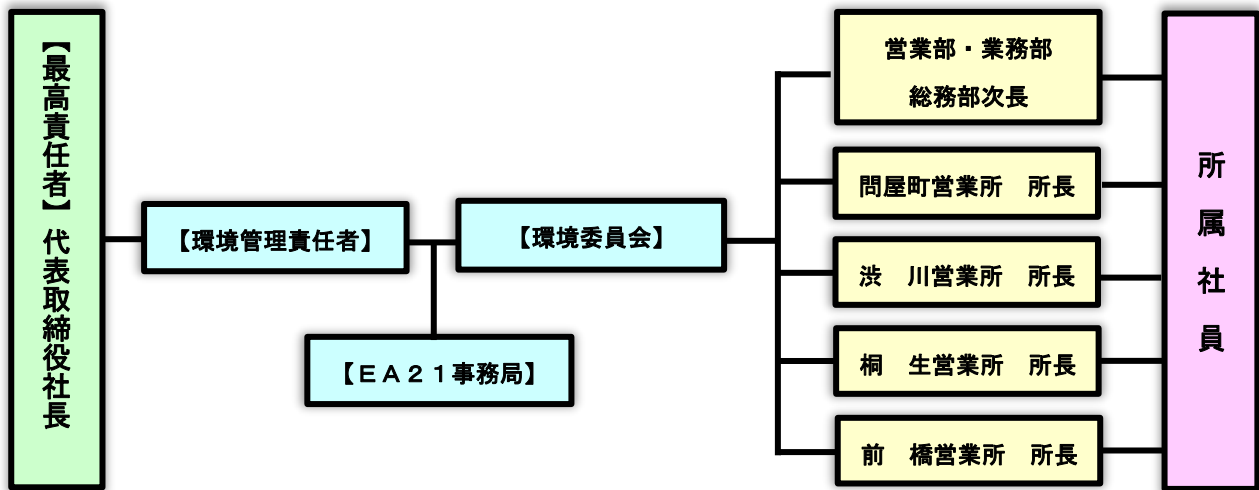 【最高責任者】代表取締役社長
【環境管理責任者】
【環境委員会】
【ＥＡ２１事務局】
営業部・業務部
総務部次長
問屋町営業所　所長
渋　川営業所　所長
桐　生営業所　所長
前　橋営業所　所長
所属社員